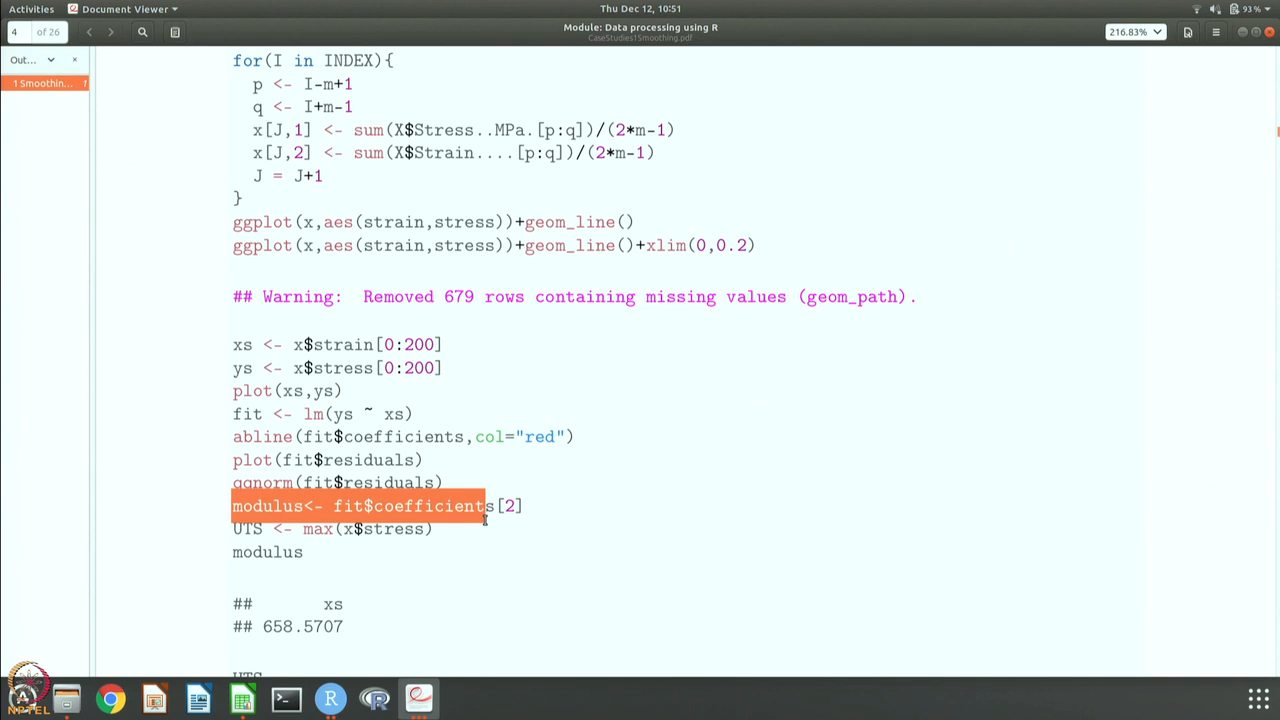 Activities Document Viewer Thu Dec 12, 10:51 93%
4 of 26 Module: Data processing using R 216.83%
CaseStudies1Smoothing.pdf
Out...
1 Smoothin...
for(I in INDEX){
p <- I-m+1
q <- I+m-1
x[J,1] <- sum(X$Stress..MPa.[p:q])/(2*m-1)
x[J,2] <- sum(X$Strain....[p:q])/(2*m-1)
J = J+1
}
ggplot(x,aes(strain,stress))+geom_line()
ggplot(x,aes(strain,stress))+geom_line()+xlim(0,0.2)
## Warning: Removed 679 rows containing missing values (geom_path).
xs <- x$strain[0:200]
ys <- x$stress[0:200]
plot(xs,ys)
fit <- lm(ys ~ xs)
abline(fit$coefficients,col="red")
plot(fit$residuals)
qqnorm(fit$residuals)
modulus<- fit$coefficients[2]
UTS <- max(x$stress)
modulus
## xs
## 658.5707
UTS
NPTEL